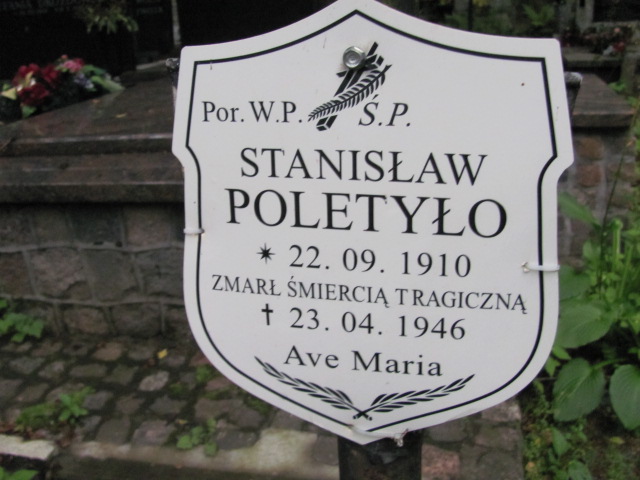 Por. W.P. Ś.P.
STANISŁAW
POLETYŁO
* 22. 09. 1910
ZMARŁ ŚMIERCIĄ TRAGICZNĄ
† 23. 04. 1946
Ave Maria